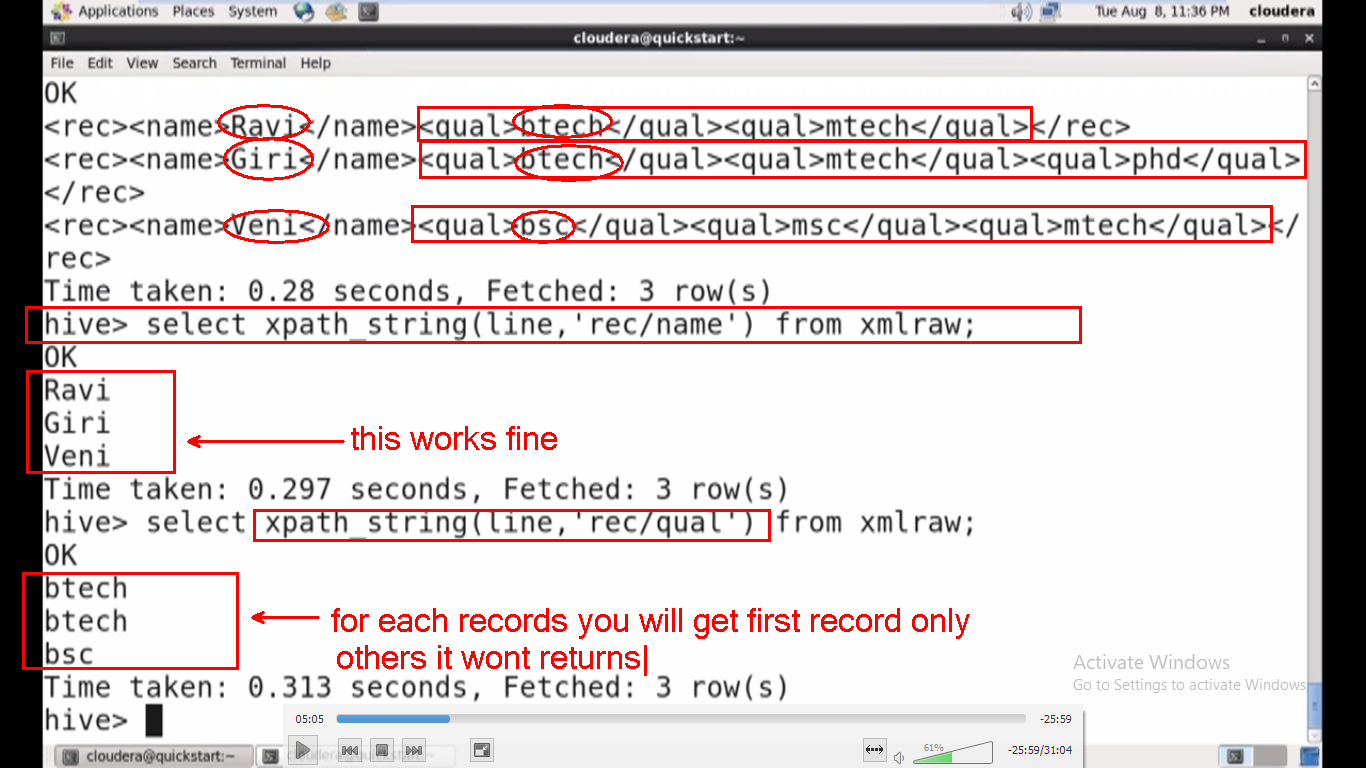 Applications Places System Tue Aug 8, 11:36 PM cloudera
cloudera@quickstart:~
File Edit View Search Terminal Help
OK
<rec><name>Ravi</name><qual>btech</qual><qual>mtech</qual></rec>
<rec><name>Giri</name><qual>btech</qual><qual>mtech</qual><qual>phd</qual>
</rec>
<rec><name>Veni</name><qual>bsc</qual><qual>msc</qual><qual>mtech</qual></
rec>
Time taken: 0.28 seconds, Fetched: 3 row(s)
hive> select xpath_string(line,'rec/name') from xmlraw;
OK
Ravi
Giri
this works fine
Veni
Time taken: 0.297 seconds, Fetched: 3 row(s)
hive> select xpath_string(line,'rec/qual') from xmlraw;
OK
btech
btech
for each records you will get first record only
bsc
others it wont returns
Activate Windows
Go to Settings to activate Windows
Time taken: 0.313 seconds, Fetched: 3 row(s)
hive>
05:05 -25:59
61% -25:59/31:04
cloudera@quickstart:~ cloudera@quickstart:~